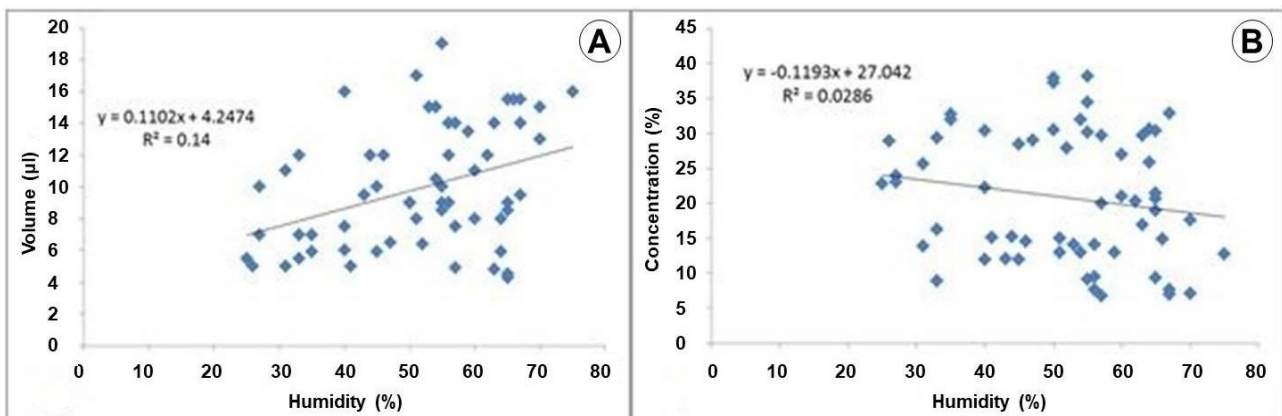 A
20
18
16
14
12
10
8
6
4
2
0
Volume (µl)
y = 0.1102x + 4.2474
R² = 0.14
0 10 20 30 40 50 60 70 80
Humidity (%)
B
45
40
35
30
25
20
15
10
5
0
Concentration (%)
y = -0.1193x + 27.042
R² = 0.0286
0 10 20 30 40 50 60 70 80
Humidity (%)